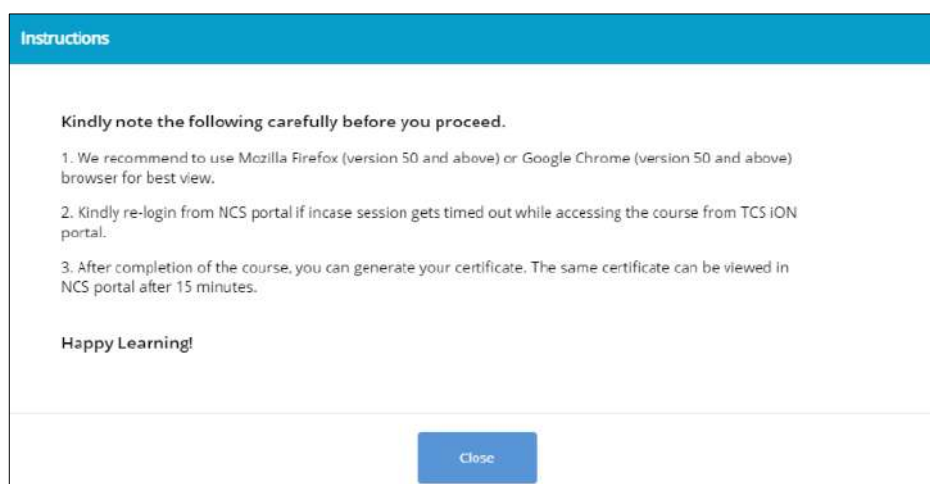 Instructions
Kindly note the following carefully before you proceed.
1. We recommend to use Mozilla Firefox (version 50 and above) or Google Chrome (version 50 and above)
browser for best view.
2. Kindly re-login from NCS portal if incase session gets timed out while accessing the course from TCS iON
portal.
3. After completion of the course, you can generate your certificate. The same certificate can be viewed in
NCS portal after 15 minutes.
Happy Learning!
Close